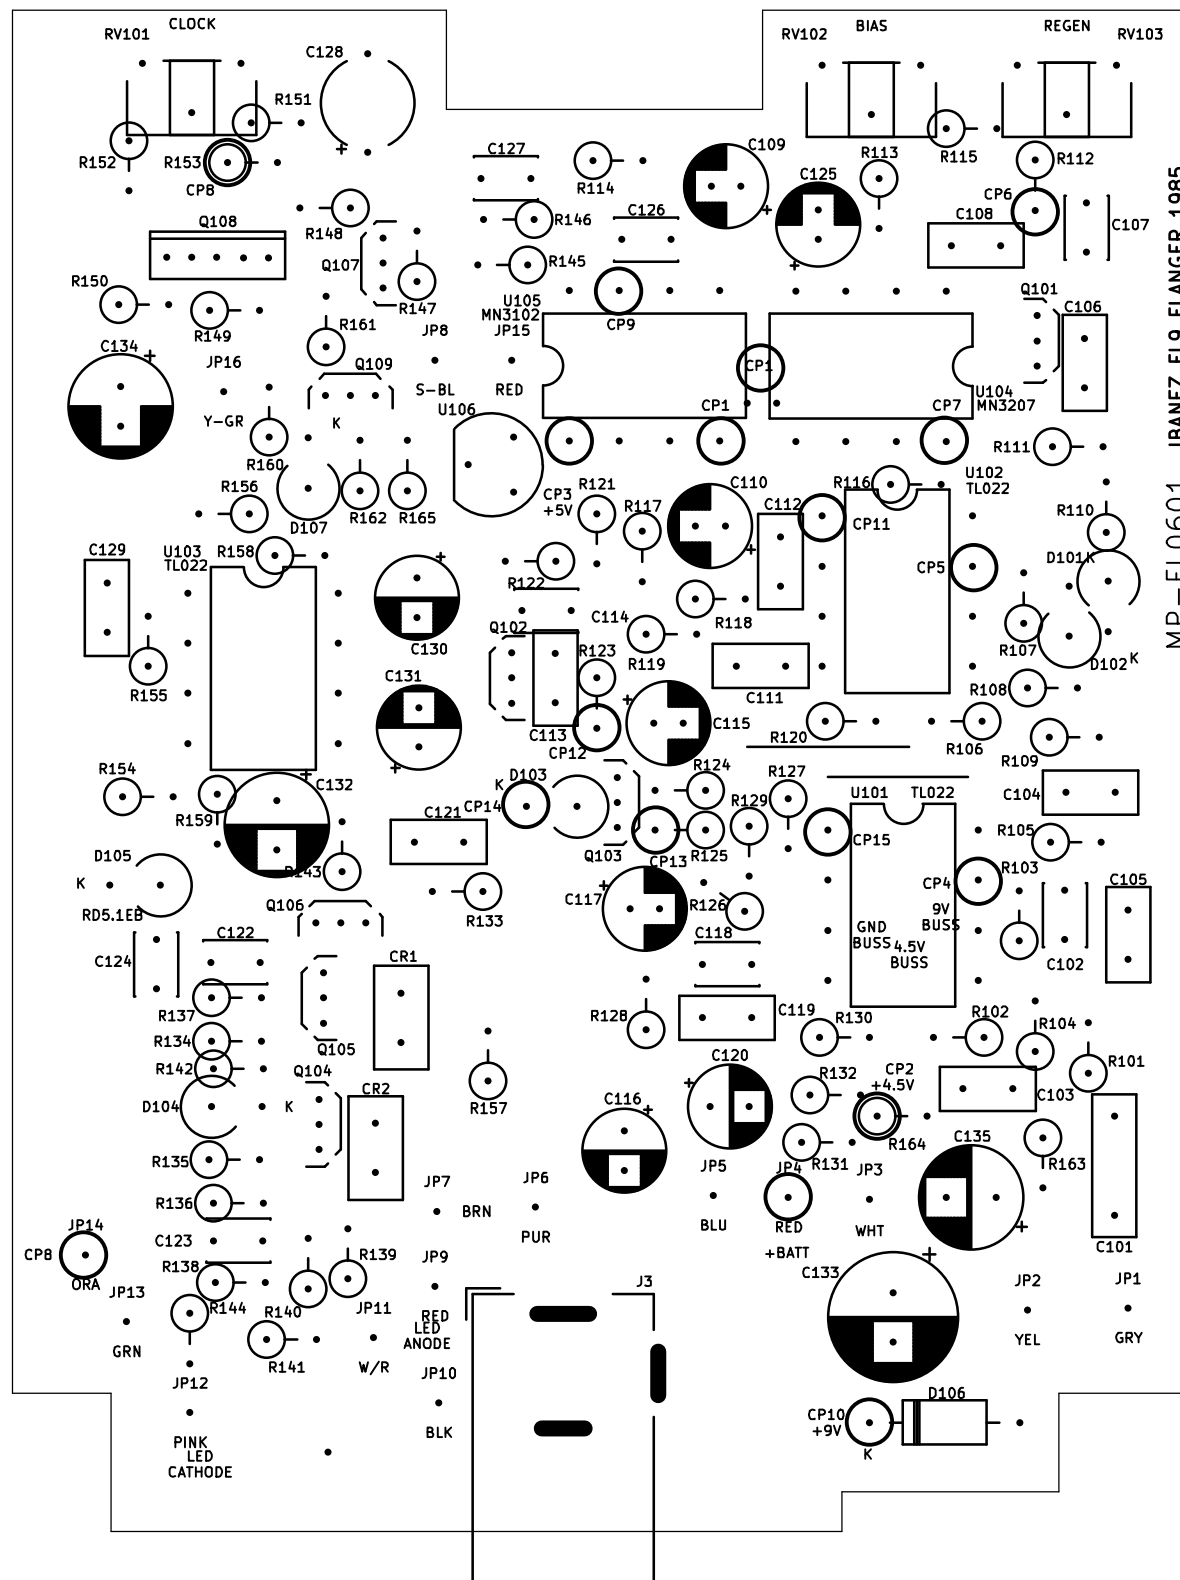 CLOCK
RV101
C128
RV102
BIAS
REGEN
RV103
R151
R152
R153
CP8
C127
R114
C109
C125
R113
R115
R112
CP6
C108
C107
Q108
R148
Q107
R146
C126
R145
U105
MN3102
R147
CP9
R150
R149
R161
JP8
JP15
Q101
C106
C134
JP16
Q109
CP1
S-BL
RED
U104
MN3207
Y-GR
K
U106
CP1
CP7
R160
R111
R156
D107
R162
R165
CP3
+5V
R121
R117
C110
C112
R116
CP11
U102
TL022
R110
C129
U103
TL022
R158
R122
CP5
D101
K
C114
R118
C130
Q102
R119
R107
D102
K
R155
C131
R123
C111
R108
C113
CP12
C115
R120
R106
R109
R154
R159
C132
CP14
K
D103
R124
R127
U101
TL022
C104
R129
C121
Q103
CP13
R125
CP15
R105
D105
K
RD5.1EB
R143
R133
C117
R126
CP4
R103
C105
Q106
9V
BUSS
GND
BUSS
4.5V
BUSS
C124
C122
CR1
C118
C102
R137
C119
R128
R130
R102
R104
R134
Q105
R142
Q104
C120
CP2
+4.5V
R101
D104
K
CR2
R157
C116
R132
C103
R164
C135
R135
R131
R163
JP7
JP6
JP5
JP4
JP3
R136
BRN
PUR
BLU
RED
WHT
JP14
CP8
C123
R139
JP9
+BATT
C101
ORA
R138
C133
JP13
R144
R140
JP11
J3
JP2
JP1
RED
LED
ANODE
GRN
R141
W/R
YEL
GRY
JP12
JP10
D106
PINK
LED
CATHODE
BLK
CP10
+9V
K
IBANEZ FL9 FLANGER 1985
MP-FL0601